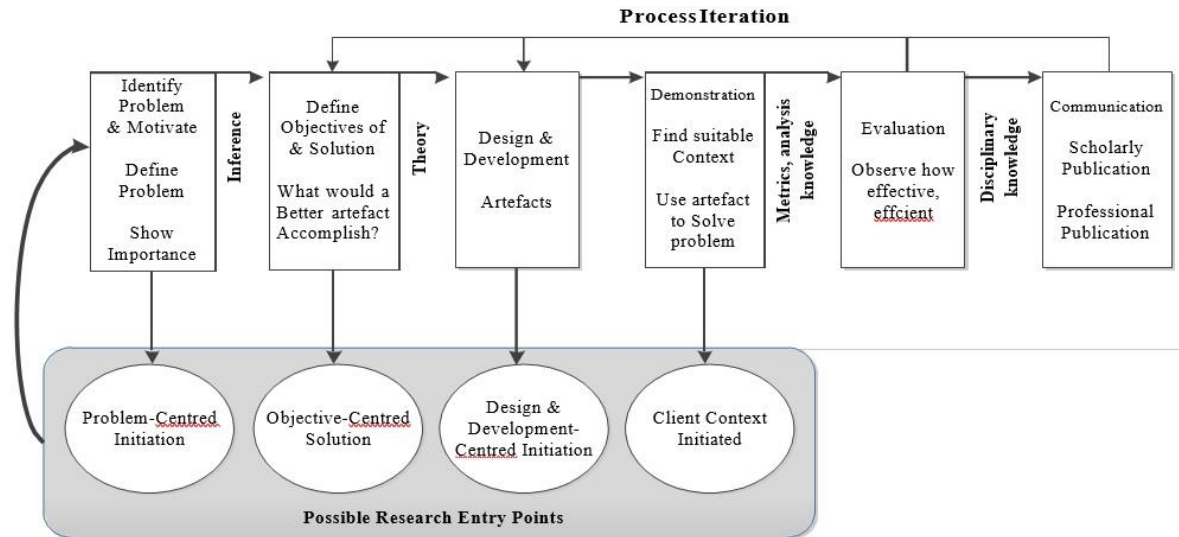 Process Iteration
Identify
Problem
& Motivate
Define
Problem
Show
Importance
Inference
Define
Objectives of
& Solution
What would a
Better artefact
Accomplish?
Theory
Design &
Development
Artefacts
Demonstration
Find suitable
Context
Use artefact
to Solve
problem
Metrics, analysis
knowledge
Evaluation
Observe how
effective,
effcient
Disciplinary
knowledge
Communication
Scholarly
Publication
Professional
Publication
Problem-Centred
Initiation
Objective-Centred
Solution
Design &
Development-
Centred Initiation
Client Context
Initiated
Possible Research Entry Points